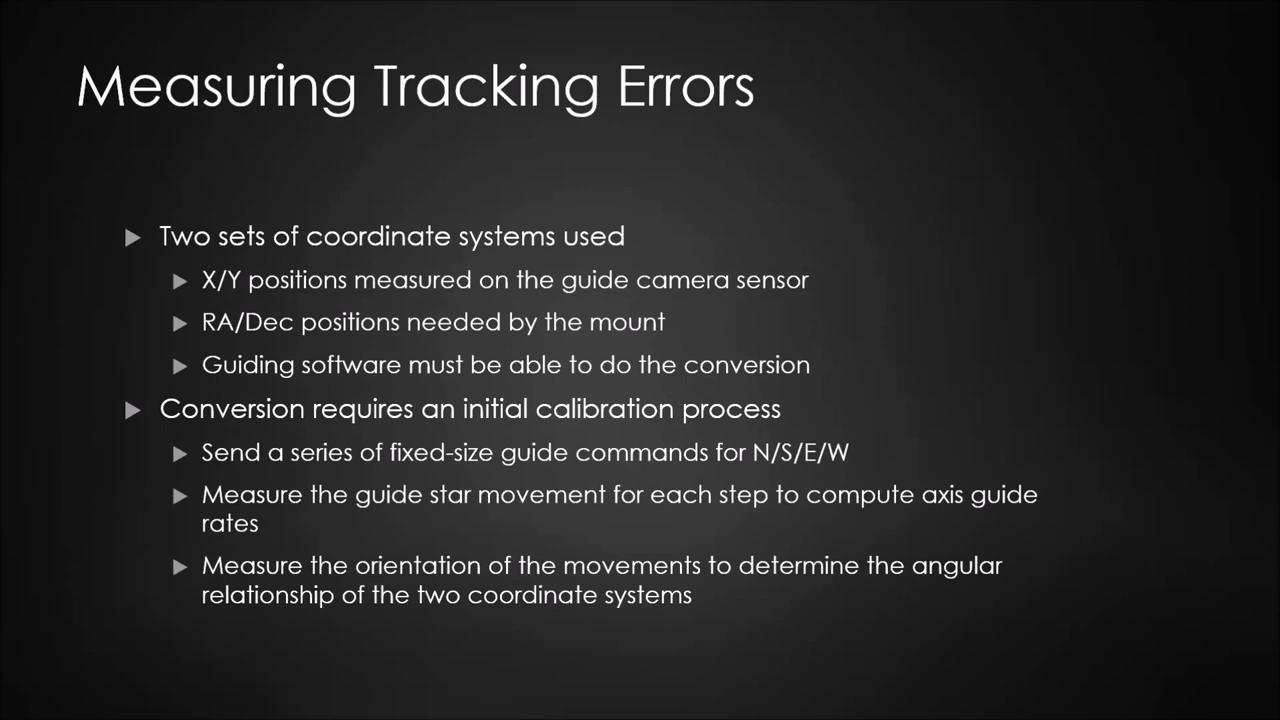 Measuring Tracking Errors
Two sets of coordinate systems used
X/Y positions measured on the guide camera sensor
RA/Dec positions needed by the mount
Guiding software must be able to do the conversion
Conversion requires an initial calibration process
Send a series of fixed-size guide commands for N/S/E/W
Measure the guide star movement for each step to compute axis guide
rates
Measure the orientation of the movements to determine the angular
relationship of the two coordinate systems